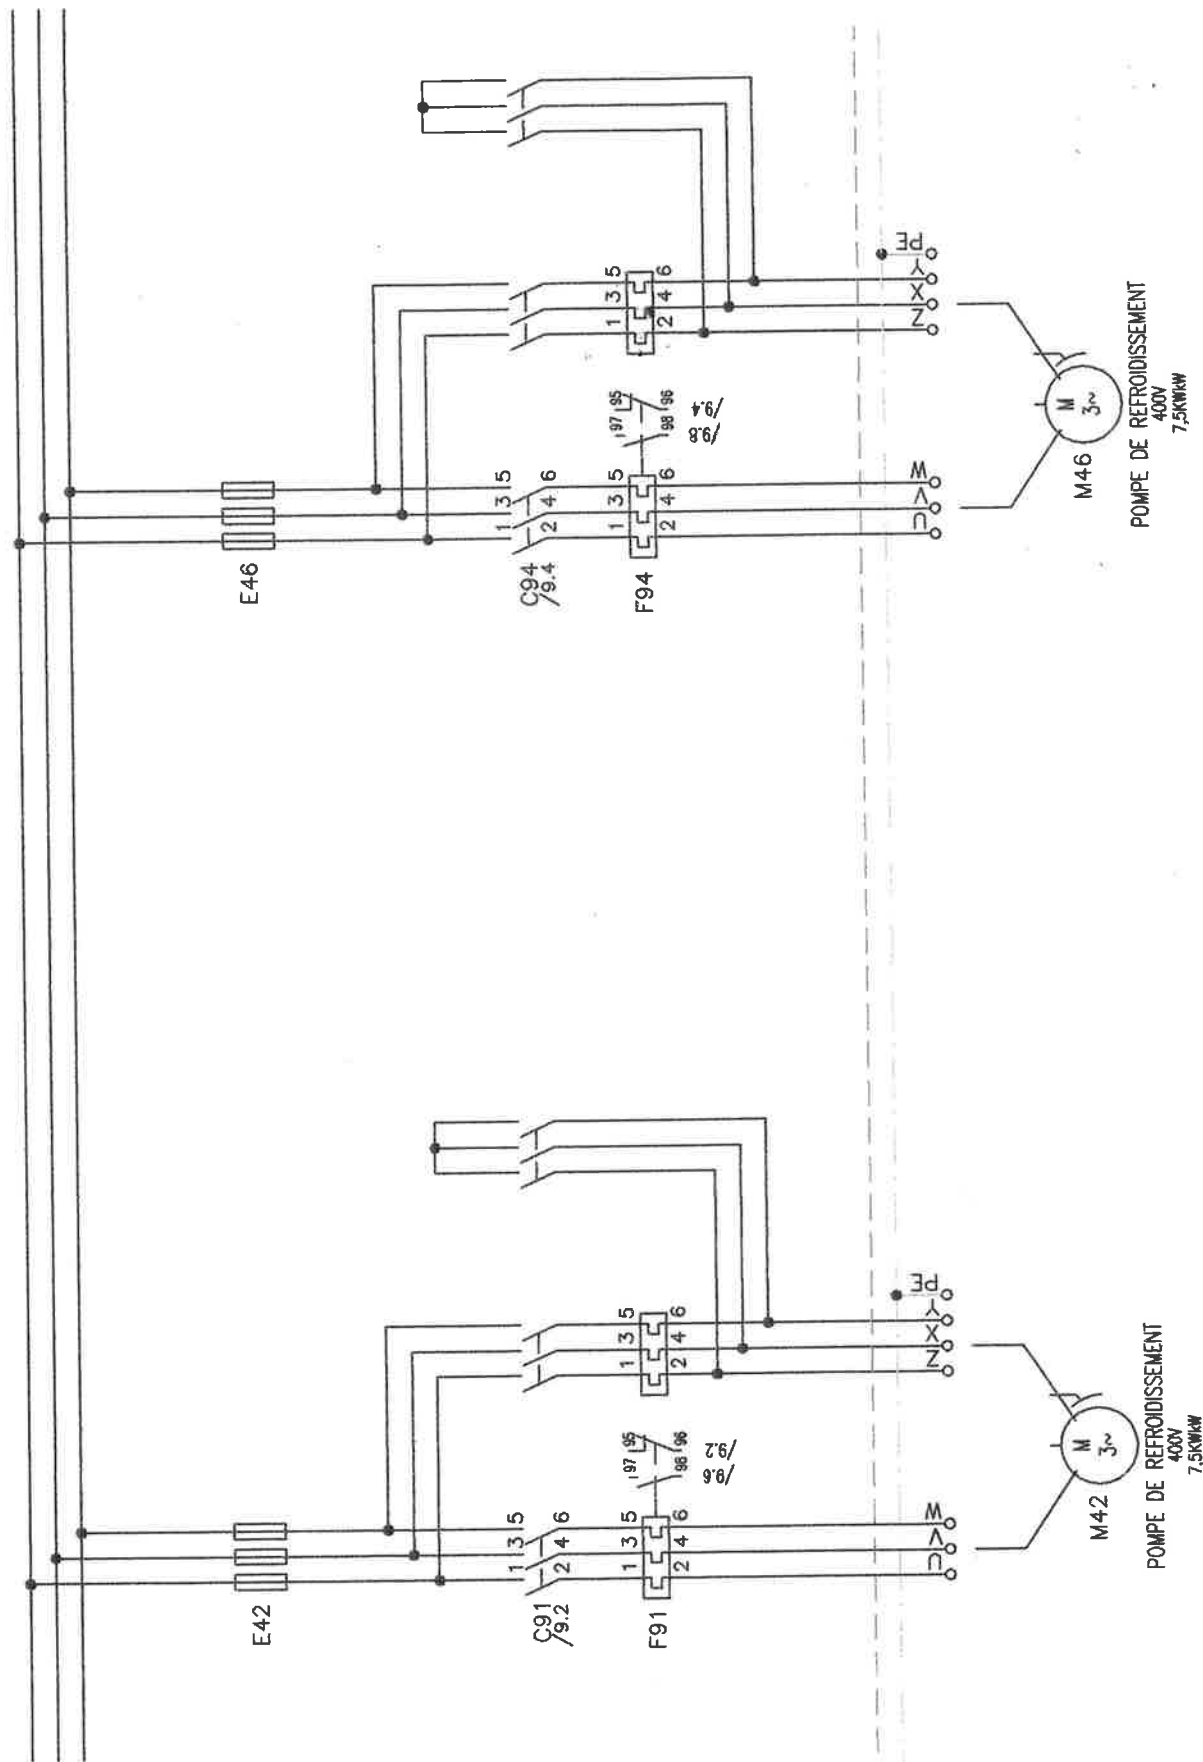 E46
C94
/9.4
1 3 5
2 4 6
F94
1 3 5
2 4 6
97 95
98 96
/9.8 /9.4
1 3 5
2 4 6
U V W
Z X Y PE
M46
M
3~
POMPE DE REFROIDISSEMENT
400V
7,5KWkW
E42
C91
/9.2
1 3 5
2 4 6
F91
1 3 5
2 4 6
97 95
98 96
/9.6 /9.2
1 3 5
2 4 6
U V W
Z X Y PE
M42
M
3~
POMPE DE REFROIDISSEMENT
400V
7,5KWkW